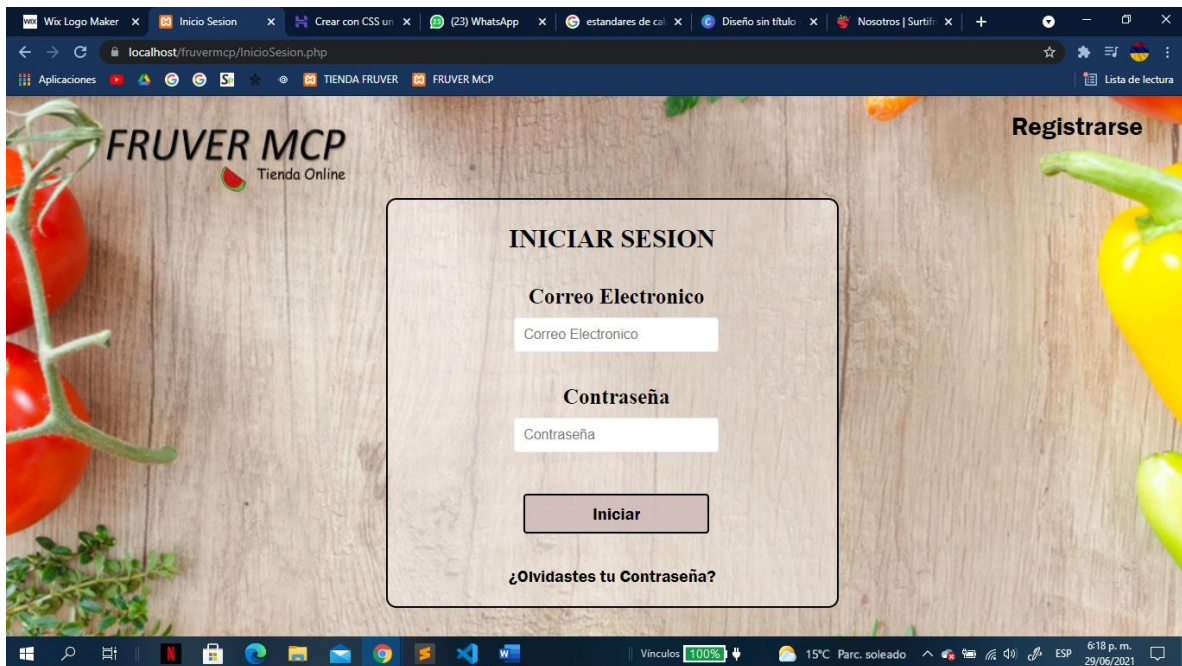 WIX Wix Logo Maker
Inicio Sesion
Crear con CSS un
(23) WhatsApp
estandares de cal
Diseño sin título -
Nosotros | Surtifr
localhost/fruvermcp/InicioSesion.php
Aplicaciones
TIENDA FRUVER
FRUVER MCP
Lista de lectura
FRUVER MCP
Tienda Online
Registrarse
INICIAR SESION
Correo Electronico
Correo Electronico
Contraseña
Contraseña
Iniciar
¿Olvidastes tu Contraseña?
Vínculos 100%
15°C Parc. soleado
ESP
6:18 p. m.
29/06/2021